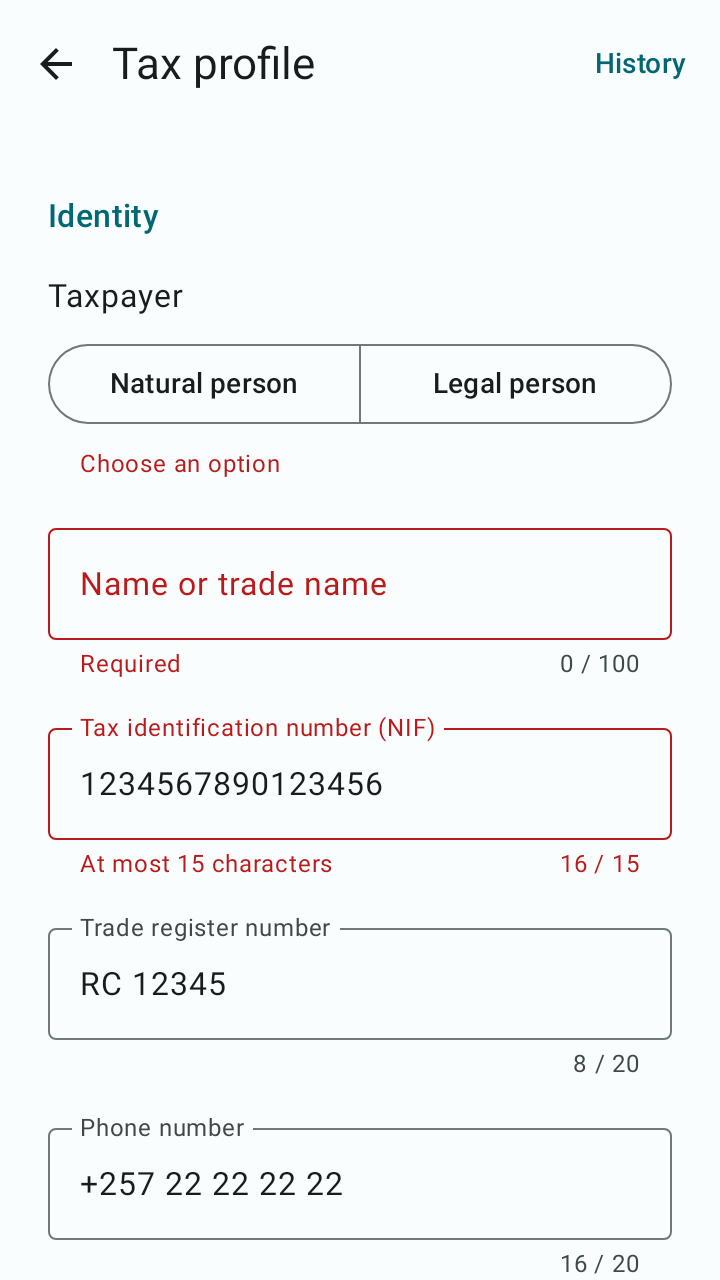 Tax profile
History
Identity
Taxpayer
Natural person
Legal person
Choose an option
Name or trade name
Required
0 / 100
Tax identification number (NIF)
1234567890123456
At most 15 characters
16 / 15
Trade register number
RC 12345
8 / 20
Phone number
+257 22 22 22 22
16 / 20